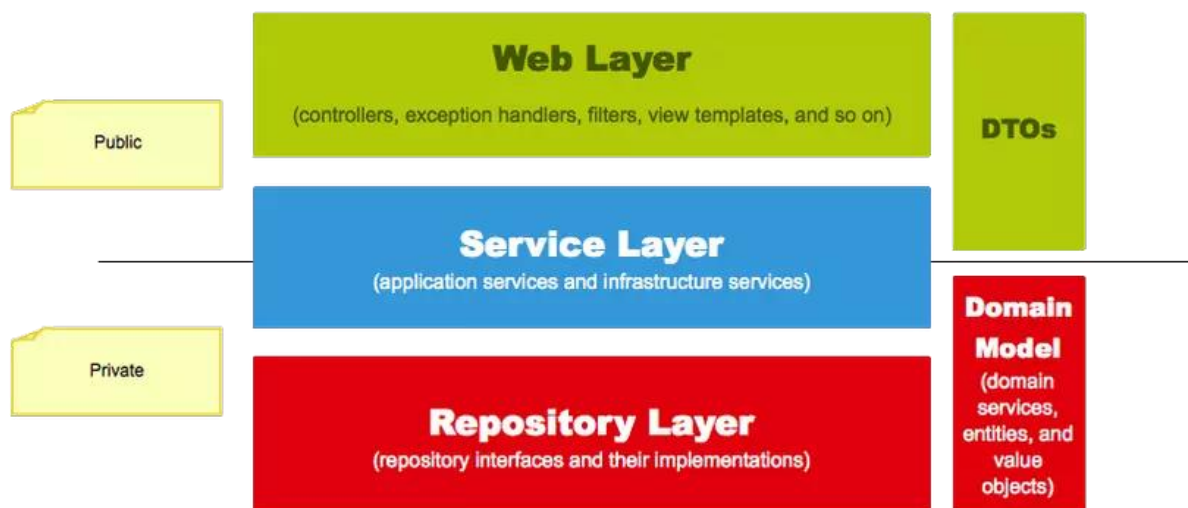 Web Layer
(controllers, exception handlers, filters, view templates, and so on)
DTOs
Public
Service Layer
(application services and infrastructure services)
Private
Repository Layer
(repository interfaces and their implementations)
Domain
Model
(domain
services,
entities, and
value
objects)